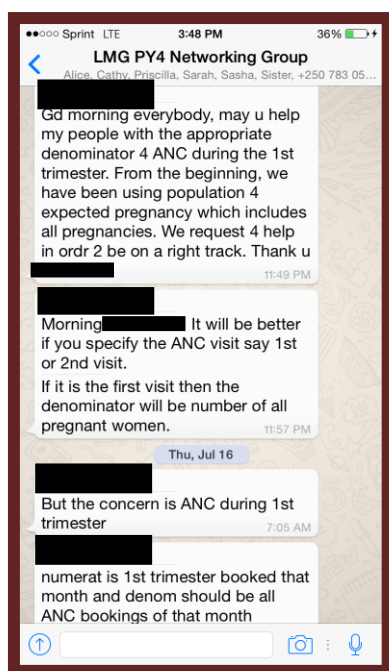 Sprint LTE 3:48 PM 36%
LMG PY4 Networking Group
Alice, Cathy, Priscilla, Sarah, Sasha, Sister, +250 783 05...
Gd morning everybody, may u help
my people with the appropriate
denominator 4 ANC during the 1st
trimester. From the beginning, we
have been using population 4
expected pregnancy which includes
all pregnancies. We request 4 help
in ordr 2 be on a right track. Thank u
11:49 PM
Morning It will be better
if you specify the ANC visit say 1st
or 2nd visit.
If it is the first visit then the
denominator will be number of all
pregnant women.
11:57 PM
Thu, Jul 16
But the concern is ANC during 1st
trimester
7:05 AM
numerat is 1st trimester booked that
month and denom should be all
ANC bookings of that month